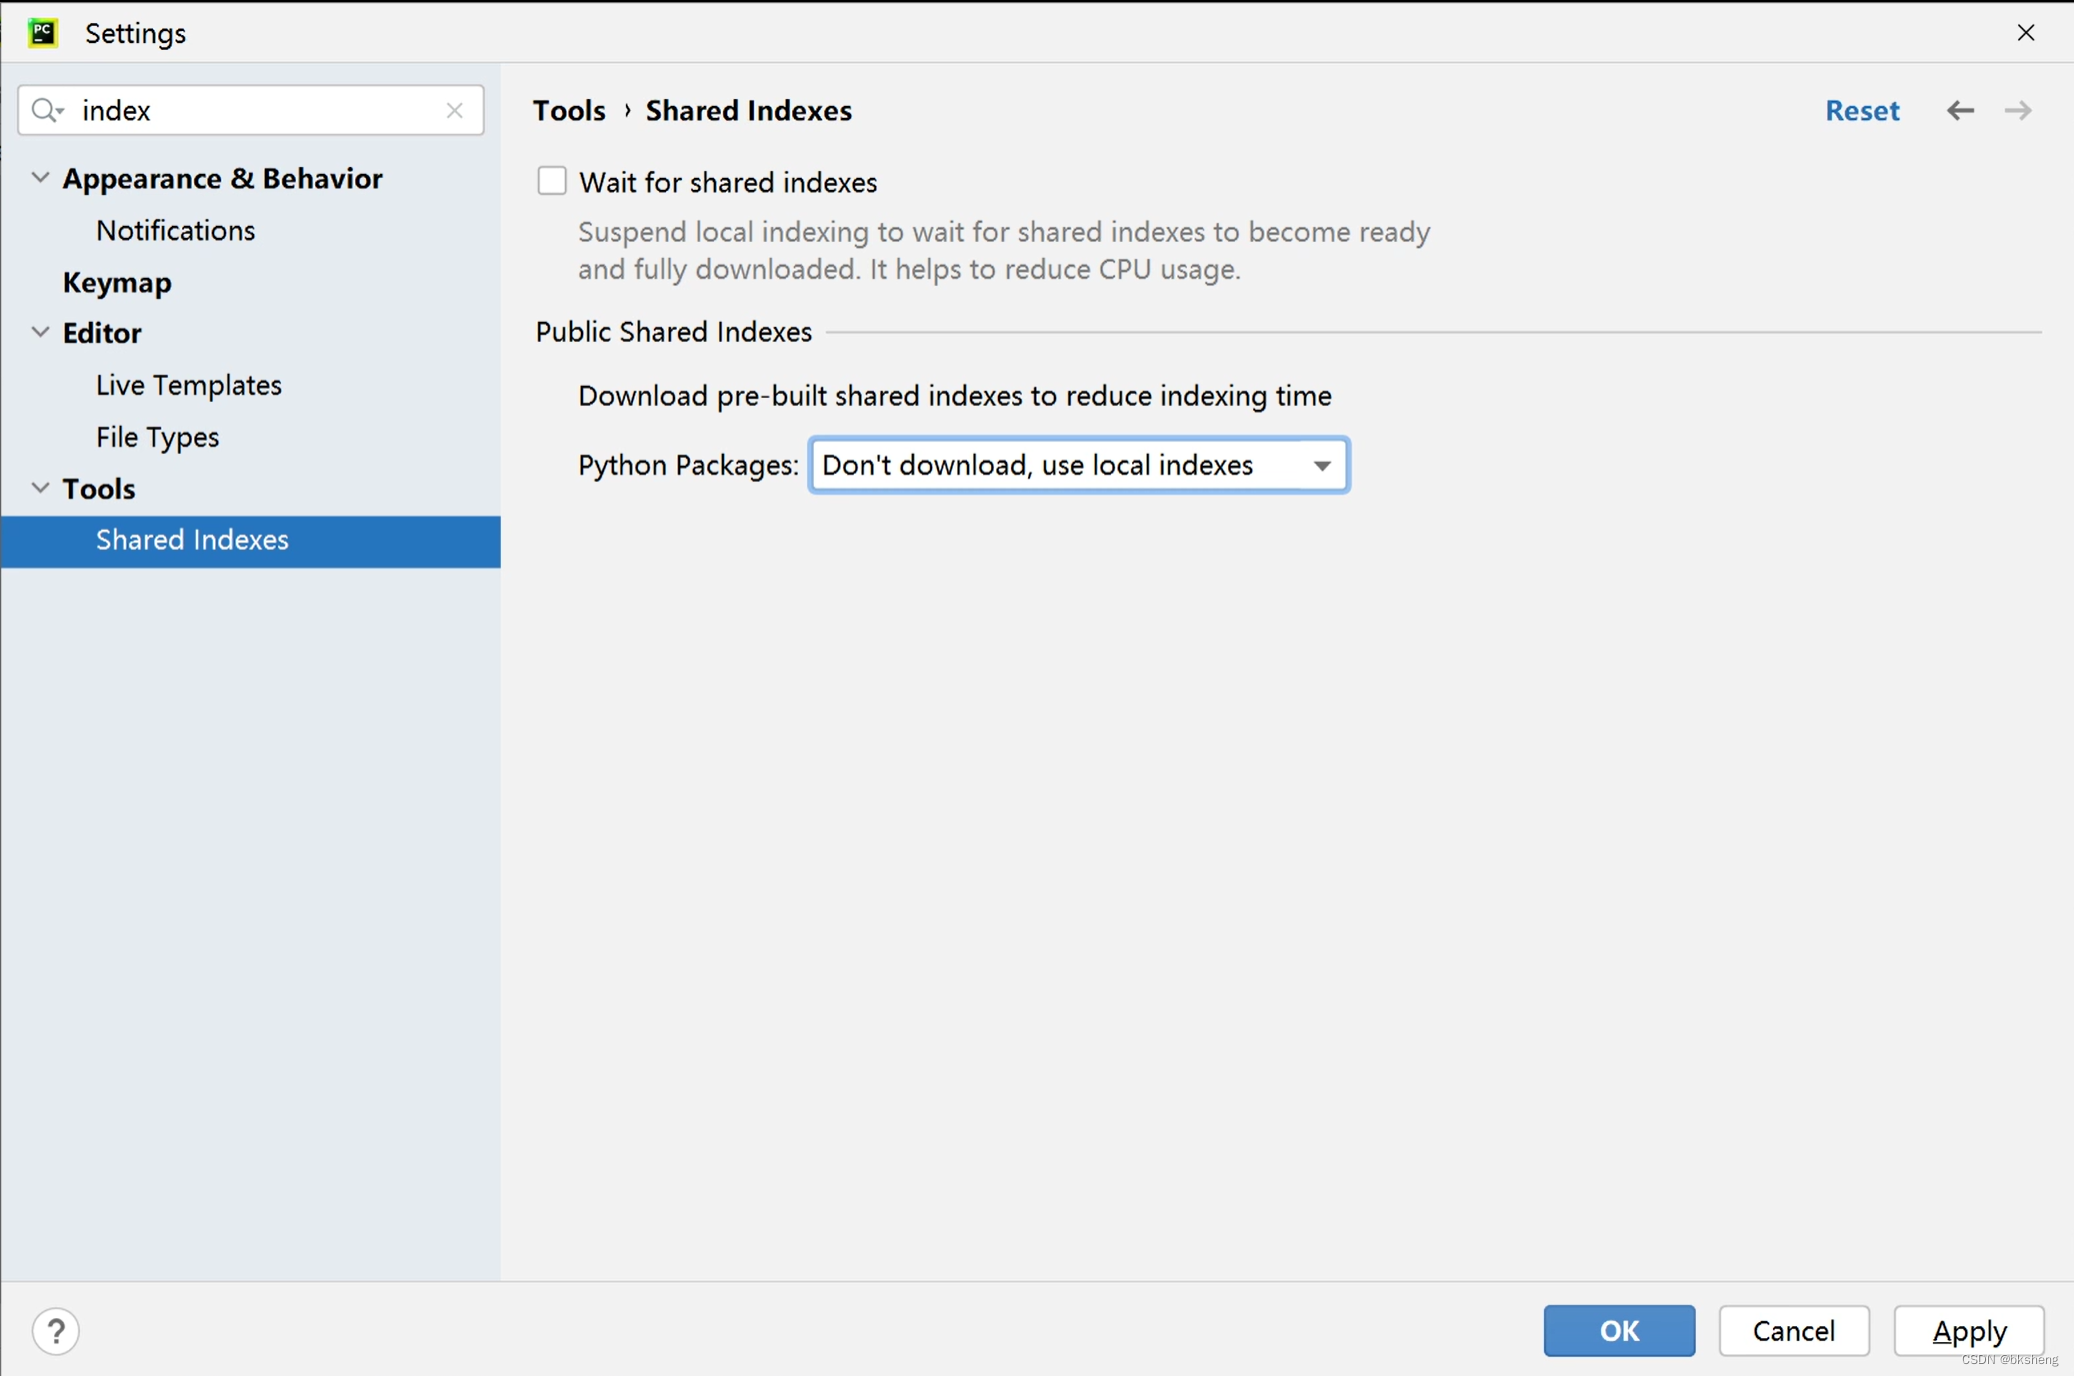 PC
Settings
index
Appearance & Behavior
Notifications
Keymap
Editor
Live Templates
File Types
Tools
Shared Indexes
Tools › Shared Indexes
Reset
Wait for shared indexes
Suspend local indexing to wait for shared indexes to become ready
and fully downloaded. It helps to reduce CPU usage.
Public Shared Indexes
Download pre-built shared indexes to reduce indexing time
Python Packages: Don't download, use local indexes
?
OK
Cancel
Apply
CSDN @bksheng